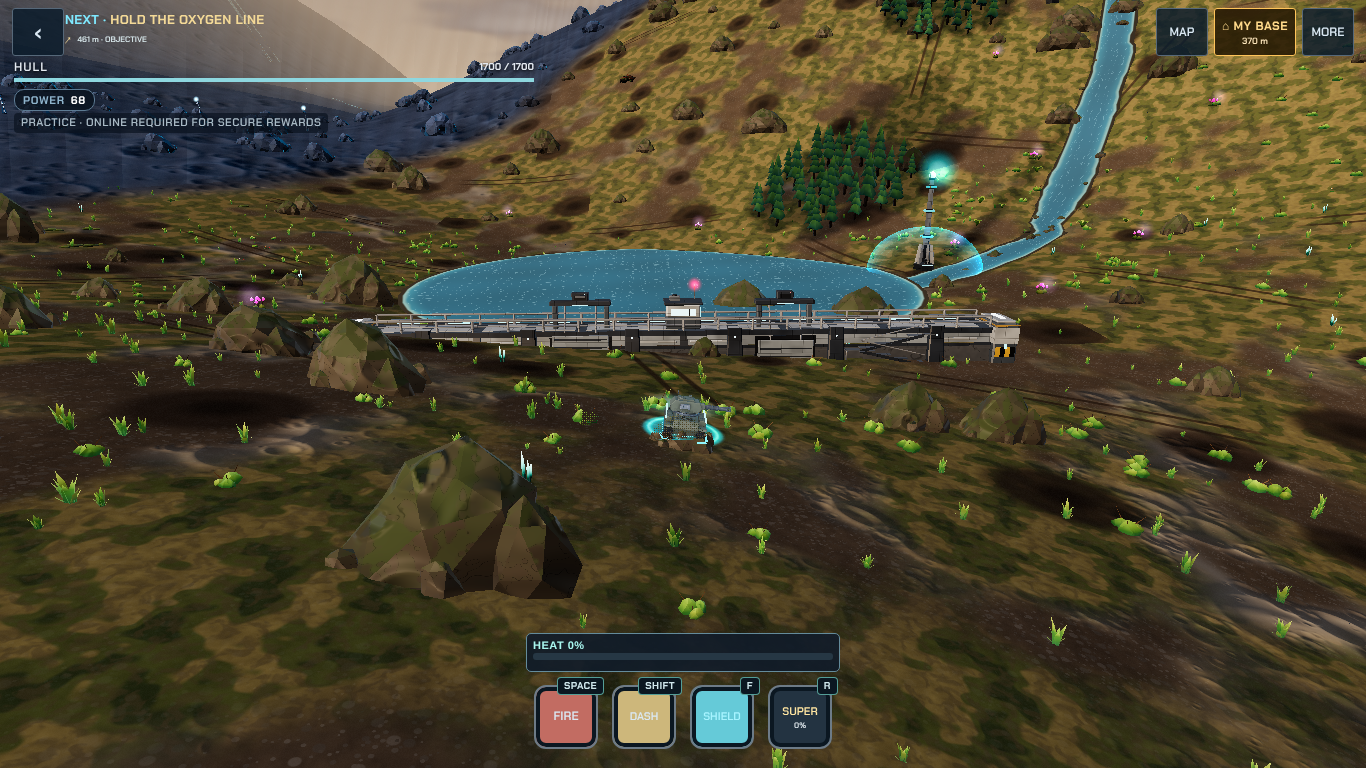 ‹
NEXT · HOLD THE OXYGEN LINE
↗ 461 m · OBJECTIVE
HULL 1700 / 1700
POWER 68
PRACTICE · ONLINE REQUIRED FOR SECURE REWARDS
MAP
⌂ MY BASE
370 m
MORE
HEAT 0%
SPACE
FIRE
SHIFT
DASH
F
SHIELD
R
SUPER
0%